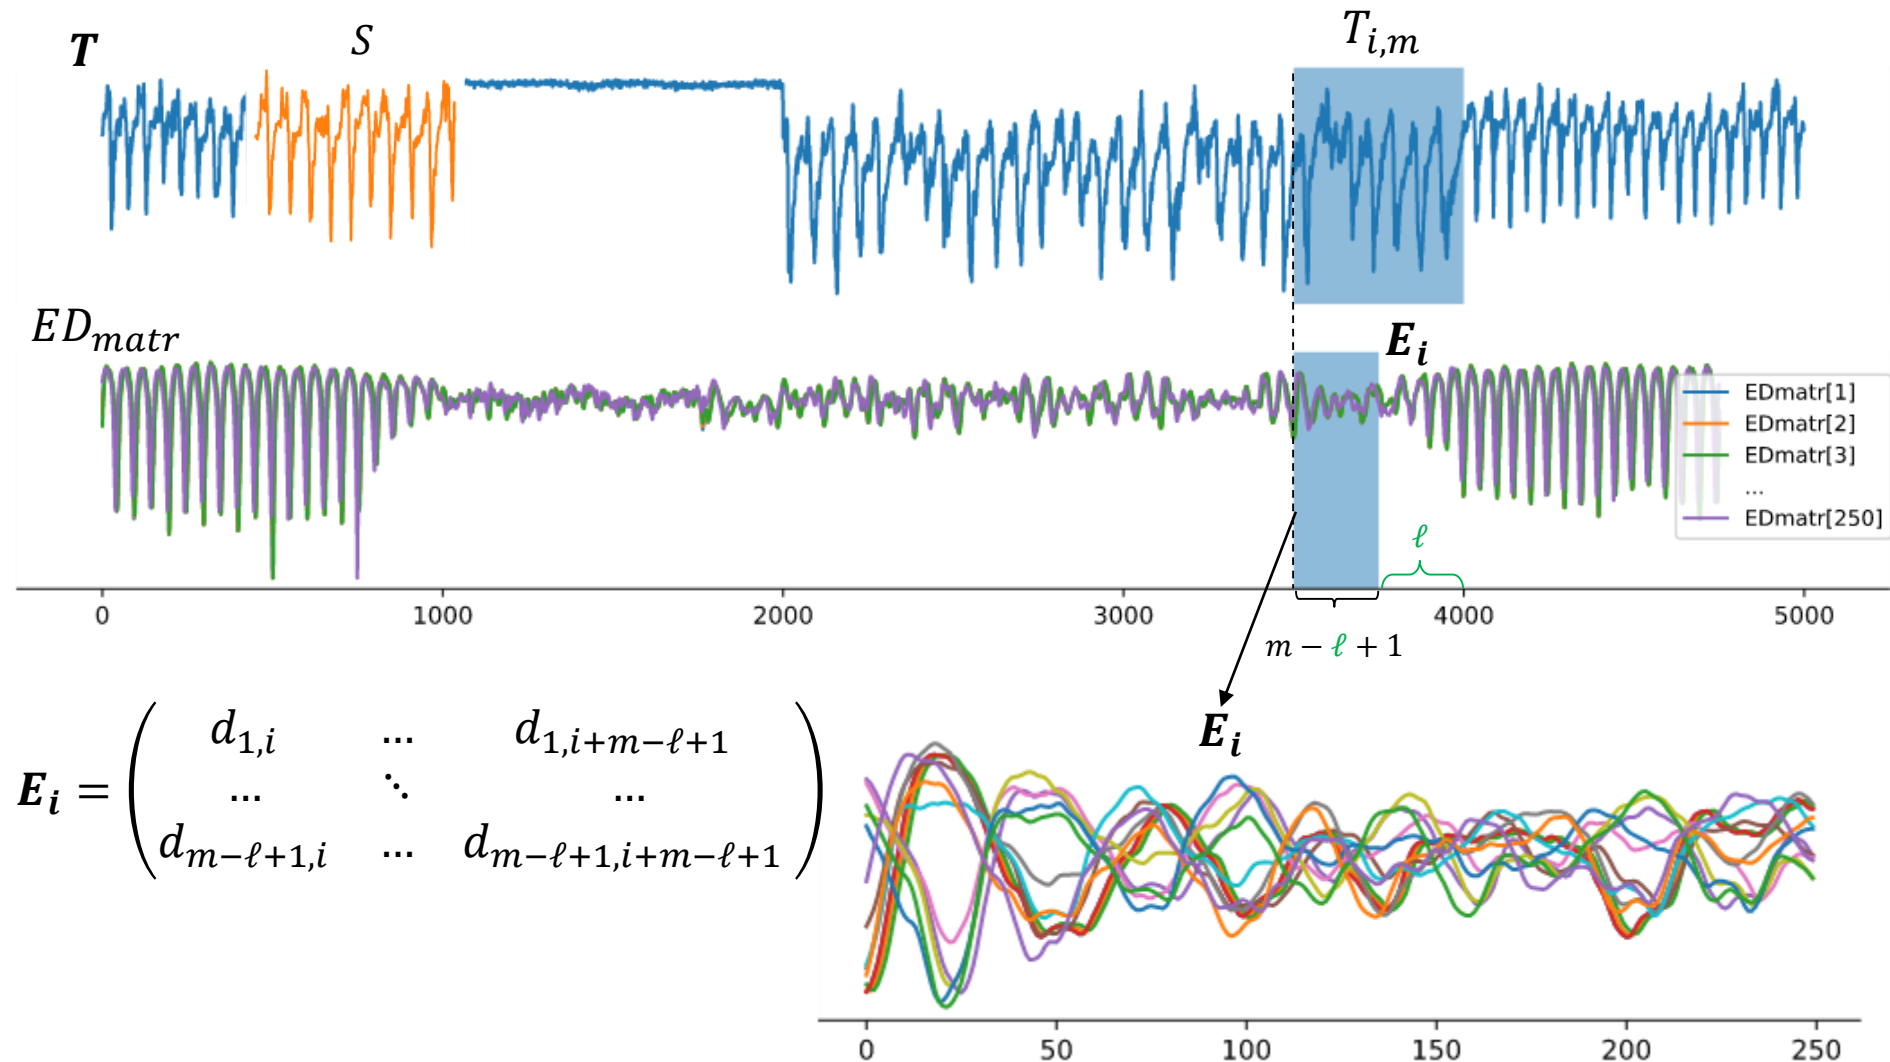 T
S
T_{i,m}
ED_{matr}
E_i
EDmatr[1]
EDmatr[2]
EDmatr[3]
...
EDmatr[250]
ℓ
0 1000 2000 3000 4000 5000
m − ℓ + 1
E_i = ( d_{1,i} ... d_{1,i+m−ℓ+1}
... ⋱ ...
d_{m−ℓ+1,i} ... d_{m−ℓ+1,i+m−ℓ+1} )
E_i
0 50 100 150 200 250